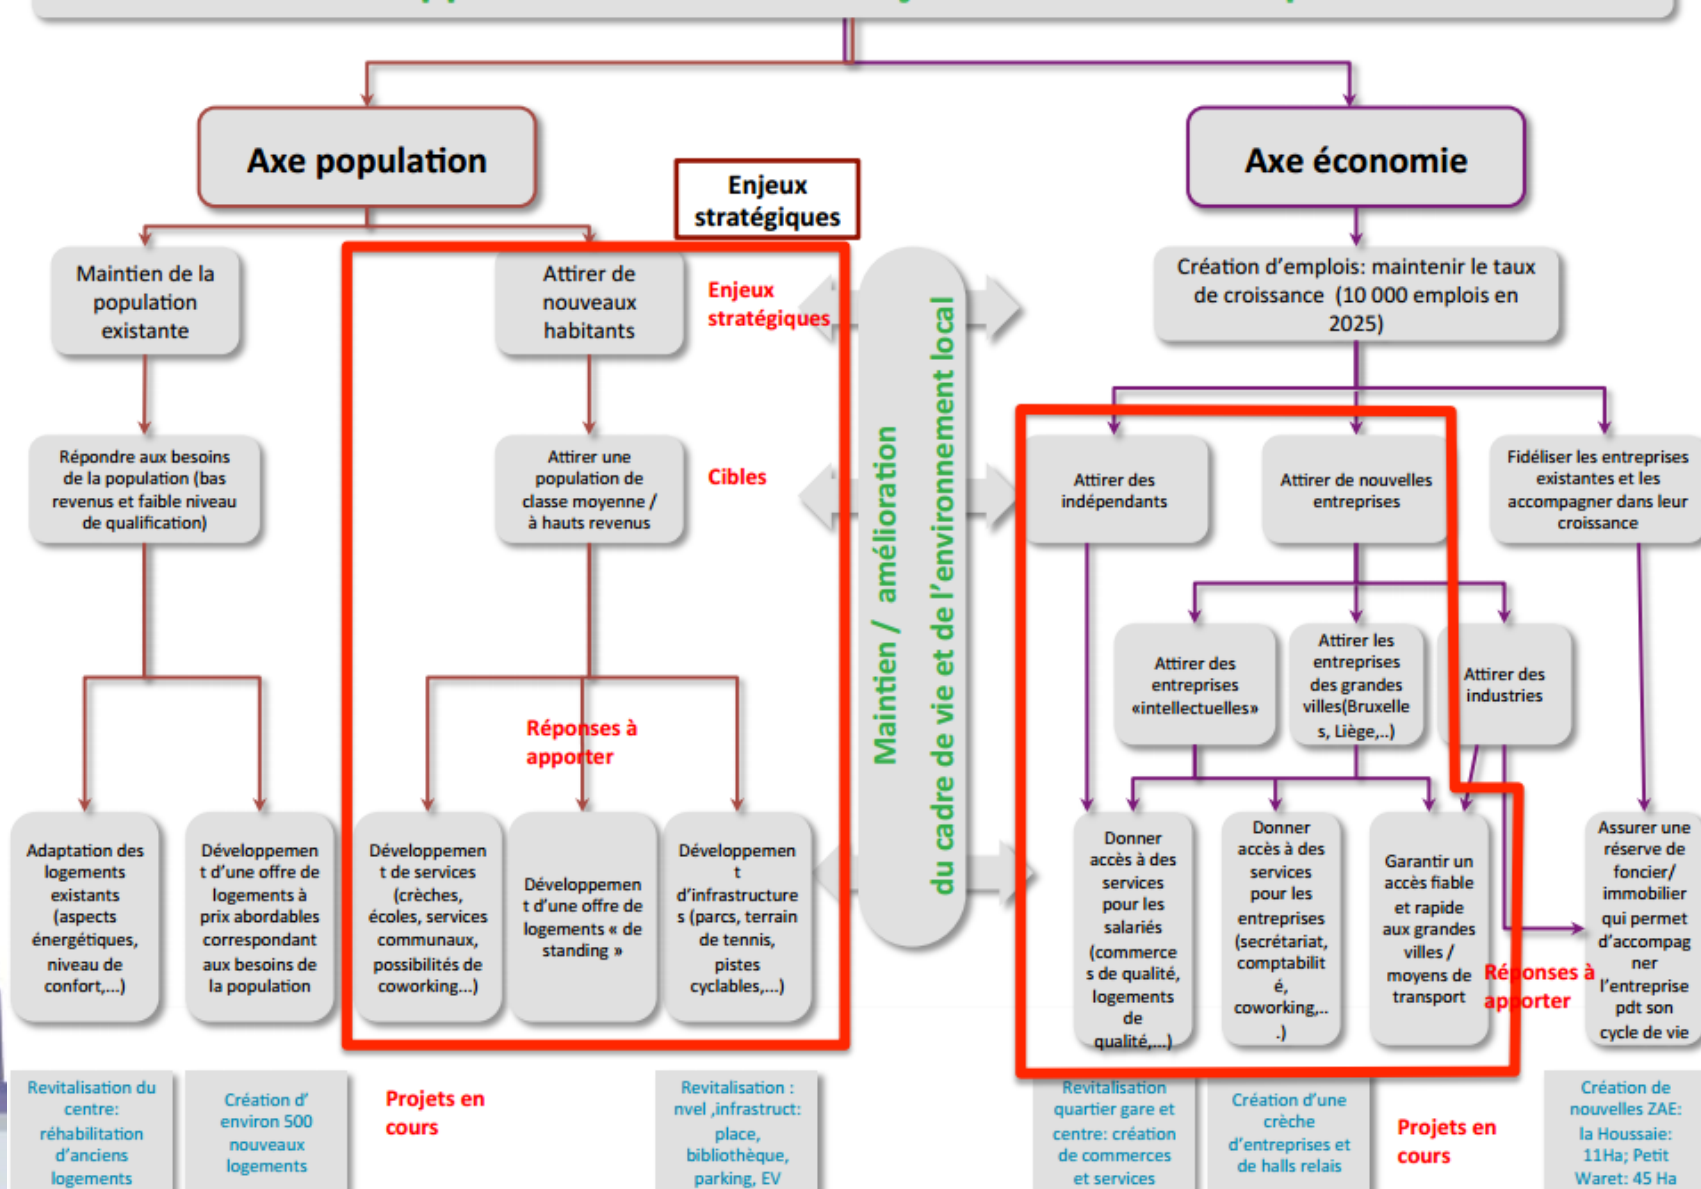 Axe population
Axe économie
Enjeux
stratégiques
Maintien de la
population
existante
Attirer de
nouveaux
habitants
Enjeux
stratégiques
Création d’emplois: maintenir le taux
de croissance (10 000 emplois en
2025)
Maintien / amélioration
du cadre de vie et de l’environnement local
Répondre aux besoins
de la population (bas
revenus et faible niveau
de qualification)
Attirer une
population de
classe moyenne /
à hauts revenus
Cibles
Attirer des
indépendants
Attirer de nouvelles
entreprises
Fidéliser les entreprises
existantes et les
accompagner dans leur
croissance
Attirer des
entreprises
«intellectuelles»
Attirer les
entreprises
des grandes
villes(Bruxelle
s, Liège,..)
Attirer des
industries
Réponses à
apporter
Adaptation des
logements
existants
(aspects
énergétiques,
niveau de
confort,...)
Développemen
t d’une offre de
logements à
prix abordables
correspondant
aux besoins de
la population
Développemen
t de services
(crèches,
écoles, services
communaux,
possibilités de
coworking...)
Développemen
t d’une offre de
logements « de
standing »
Développemen
t
d’infrastructure
s (parcs, terrain
de tennis,
pistes
cyclables,...)
Donner
accès à des
services
pour les
salariés
(commerce
s de qualité,
logements
de
qualité,...)
Donner
accès à des
services
pour les
entreprises
(secrétariat,
comptabilit
é,
coworking,..
.)
Garantir un
accès fiable
et rapide
aux grandes
villes /
moyens de
transport
Réponses à
apporter
Assurer une
réserve de
foncier/
immobilier
qui permet
d’accompag
ner
l’entreprise
pdt son
cycle de vie
Revitalisation du
centre:
réhabilitation
d’anciens
logements
Création d’
environ 500
nouveaux
logements
Projets en
cours
Revitalisation :
nvel ,infrastruct:
place,
bibliothèque,
parking, EV
Revitalisation
quartier gare et
centre: création
de commerces
et services
Création d’une
crèche
d’entreprises et
de halls relais
Projets en
cours
Création de
nouvelles ZAE:
la Houssaie:
11Ha; Petit
Waret: 45 Ha